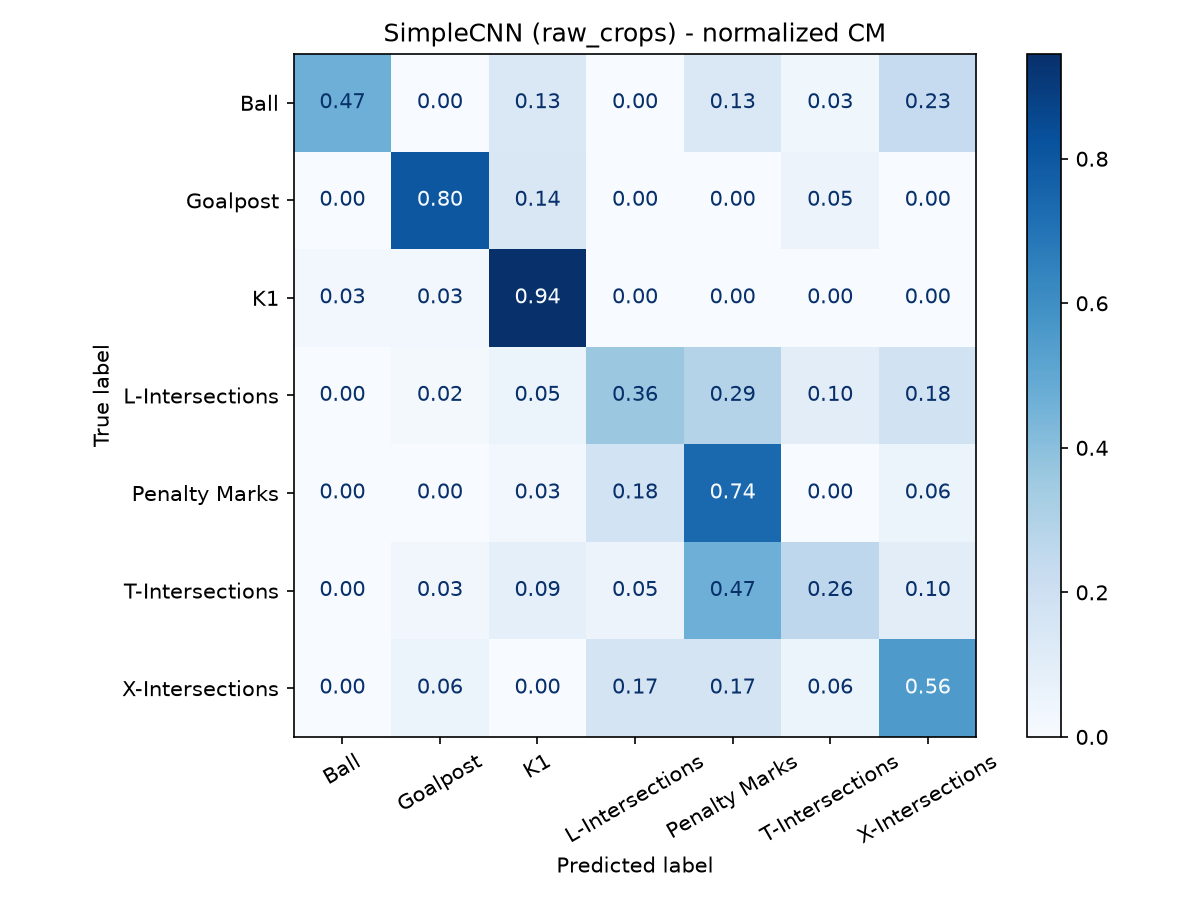 SimpleCNN (raw_crops) - normalized CM
Ball 0.47 0.00 0.13 0.00 0.13 0.03 0.23
Goalpost 0.00 0.80 0.14 0.00 0.00 0.05 0.00
K1 0.03 0.03 0.94 0.00 0.00 0.00 0.00
L-Intersections 0.00 0.02 0.05 0.36 0.29 0.10 0.18
Penalty Marks 0.00 0.00 0.03 0.18 0.74 0.00 0.06
T-Intersections 0.00 0.03 0.09 0.05 0.47 0.26 0.10
X-Intersections 0.00 0.06 0.00 0.17 0.17 0.06 0.56
True label
Ball Goalpost K1 L-Intersections Penalty Marks T-Intersections X-Intersections
Predicted label
0.8
0.6
0.4
0.2
0.0